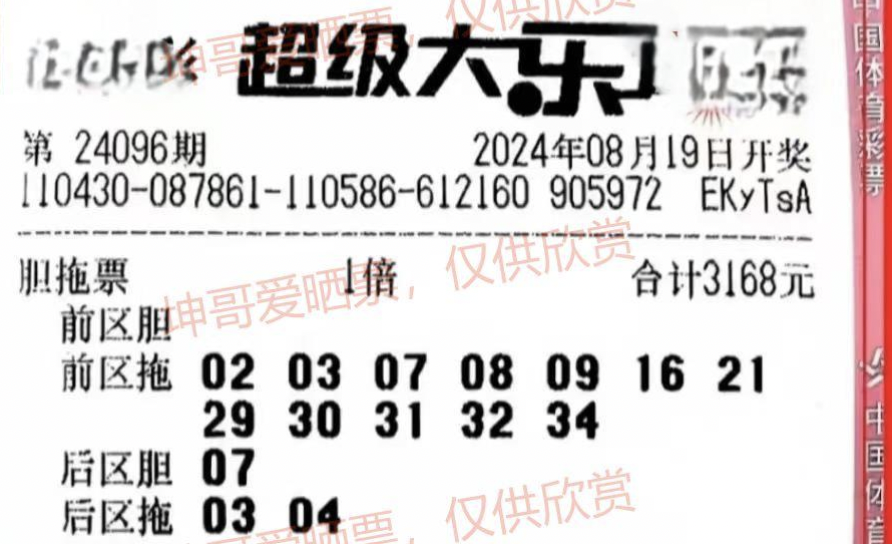 坤哥爱晒票，仅供欣赏
超级大乐
第 24096期 2024年08月19日开奖
110430-087861-110586-612160 905972 EKyTsA
胆拖票 1倍 合计3168元
坤哥爱晒票，仅供欣赏
前区胆
前区拖 02 03 07 08 09 16 21
29 30 31 32 34
后区胆 07
后区拖 03 04
坤哥爱晒票，仅供欣赏
中国体育彩票
中国体育